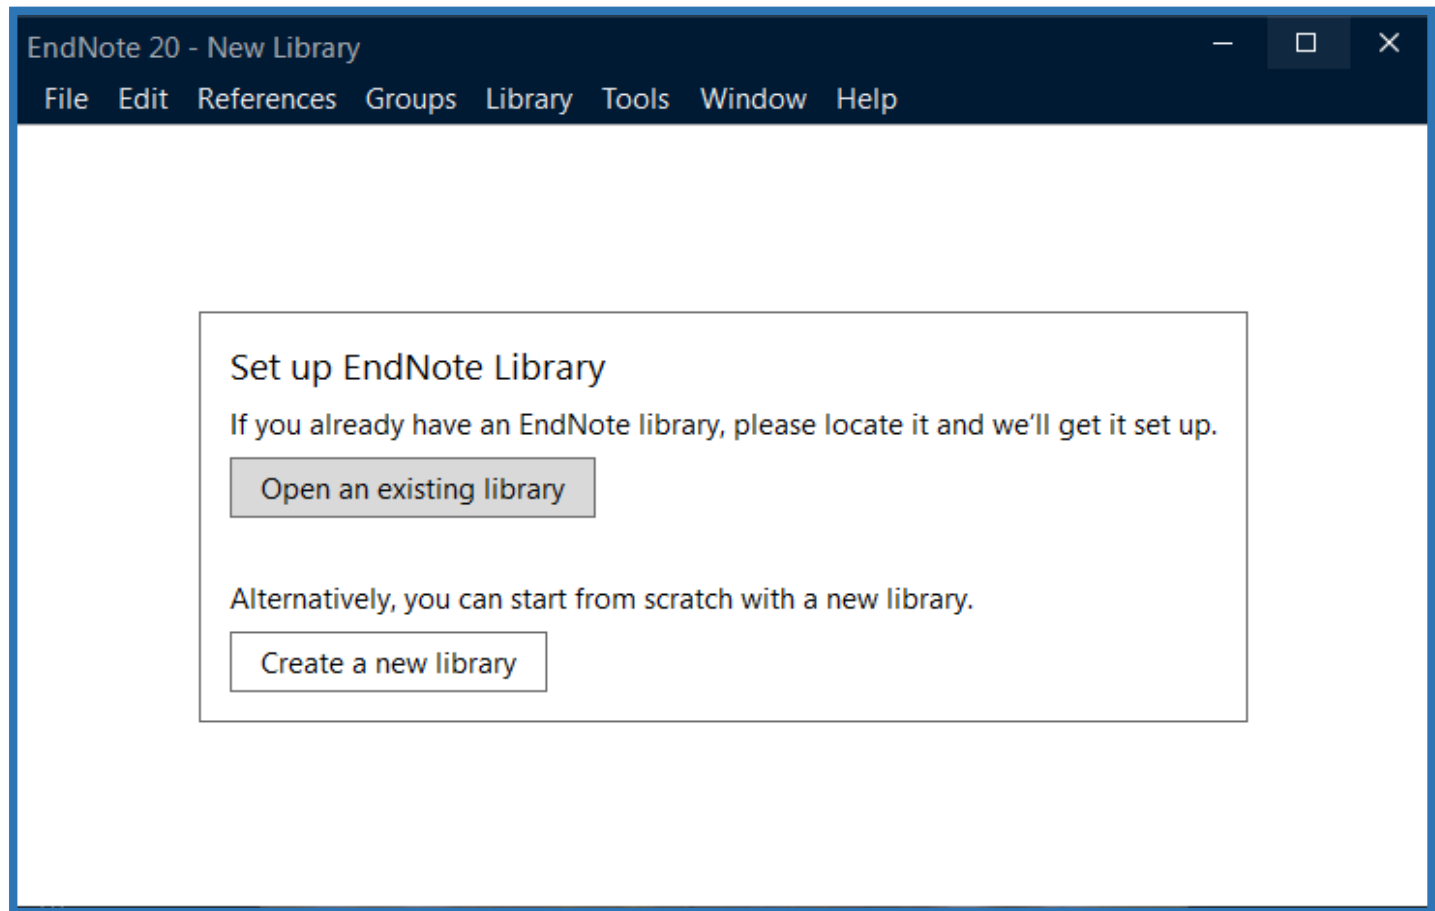 EndNote 20 - New Library
File Edit References Groups Library Tools Window Help
Set up EndNote Library
If you already have an EndNote library, please locate it and we’ll get it set up.
Open an existing library
Alternatively, you can start from scratch with a new library.
Create a new library